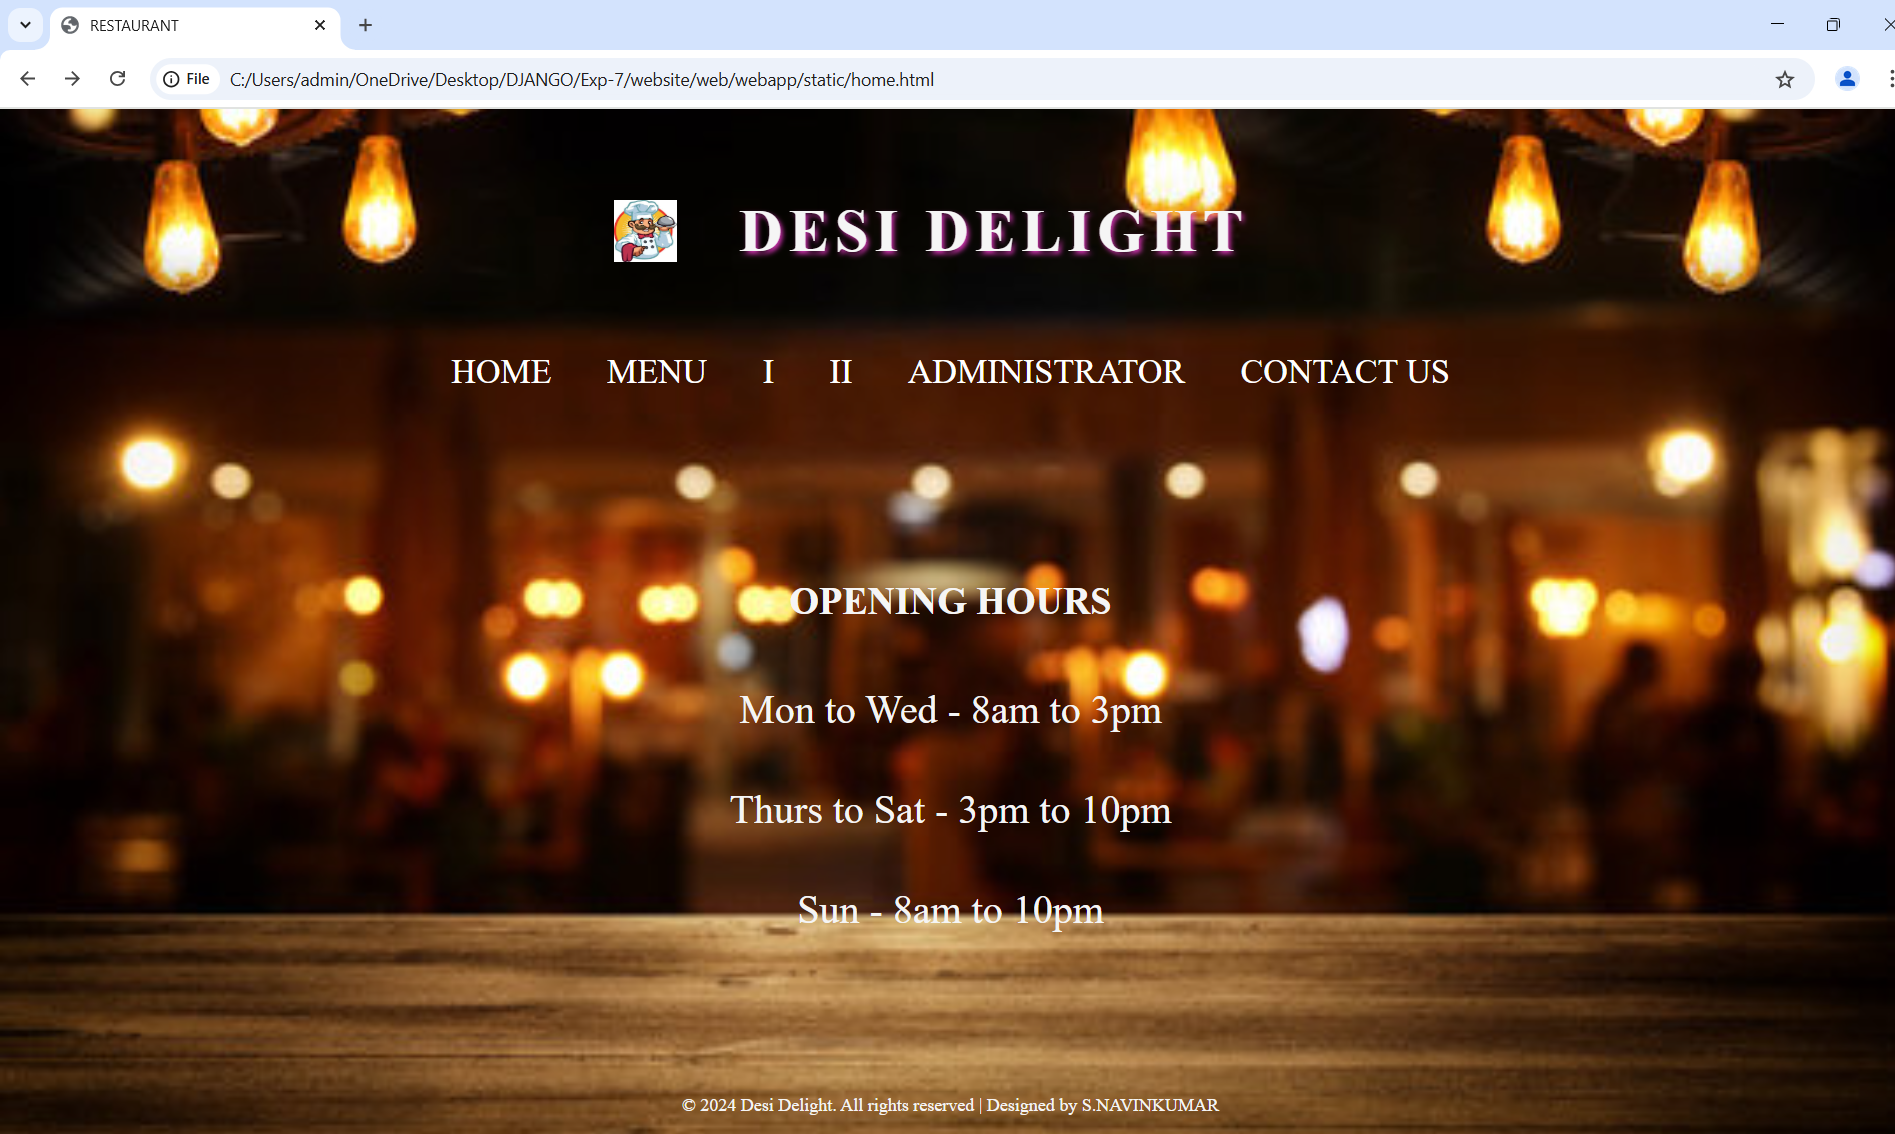 RESTAURANT
File C:/Users/admin/OneDrive/Desktop/DJANGO/Exp-7/website/web/webapp/static/home.html
DESI DELIGHT
HOME MENU I II ADMINISTRATOR CONTACT US
OPENING HOURS
Mon to Wed - 8am to 3pm
Thurs to Sat - 3pm to 10pm
Sun - 8am to 10pm
© 2024 Desi Delight. All rights reserved | Designed by S.NAVINKUMAR